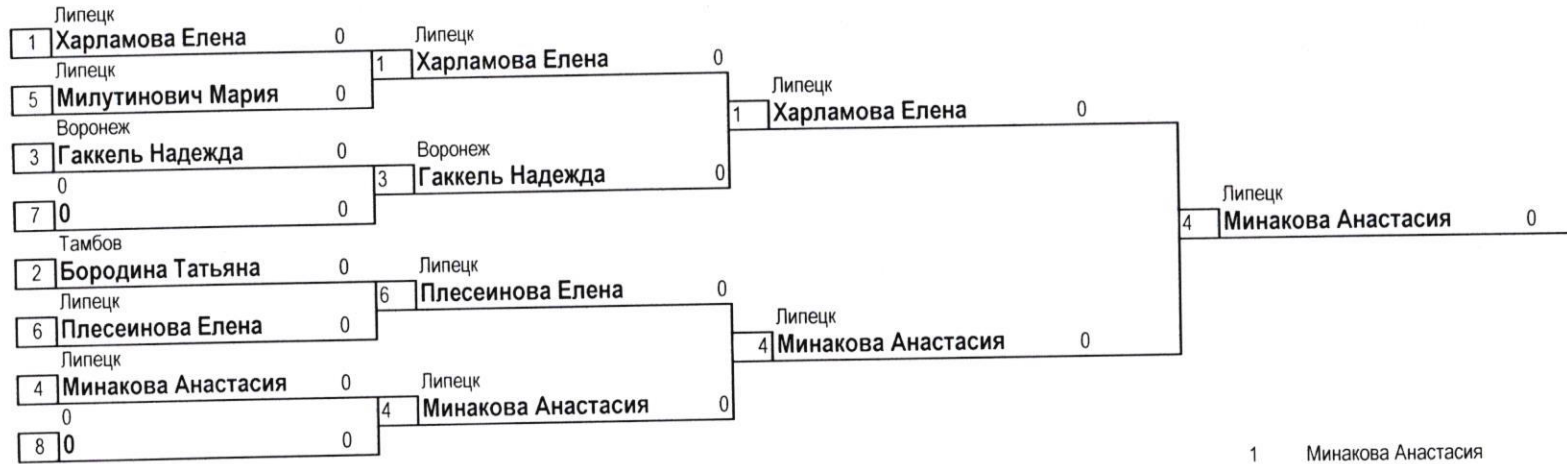 Липецк
1 Харламова Елена 0
Липецк
5 Милутинович Мария 0
Воронеж
3 Гаккель Надежда 0
0
7 0 0
Тамбов
2 Бородина Татьяна 0
Липецк
6 Плесеинова Елена 0
Липецк
4 Минакова Анастасия 0
0
8 0 0
Липецк
1 Харламова Елена 0
Воронеж
3 Гаккель Надежда 0
Липецк
6 Плесеинова Елена 0
Липецк
4 Минакова Анастасия 0
Липецк
1 Харламова Елена 0
Липецк
4 Минакова Анастасия 0
Липецк
4 Минакова Анастасия 0
1 Минакова Анастасия